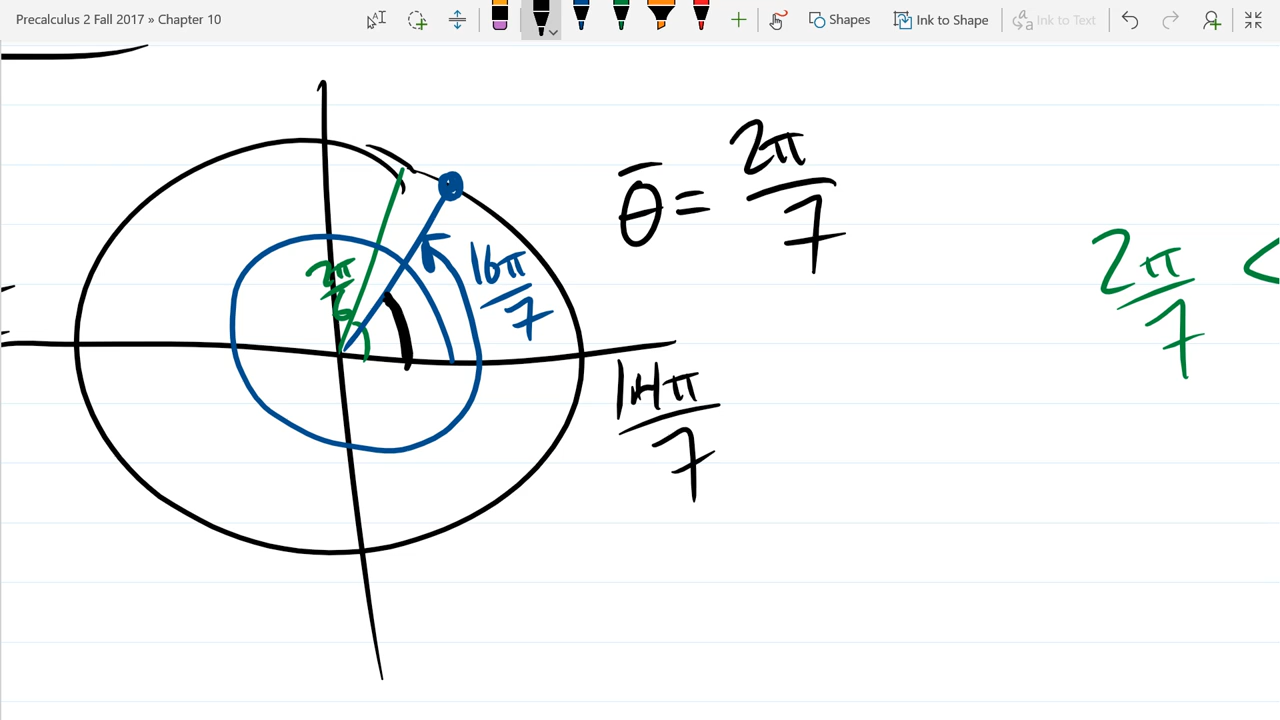 Precalculus 2 Fall 2017 » Chapter 10
Shapes
Ink to Shape
Ink to Text
θ̄ = 2π/7
2π/7 <
2π/6
16π/7
14π/7